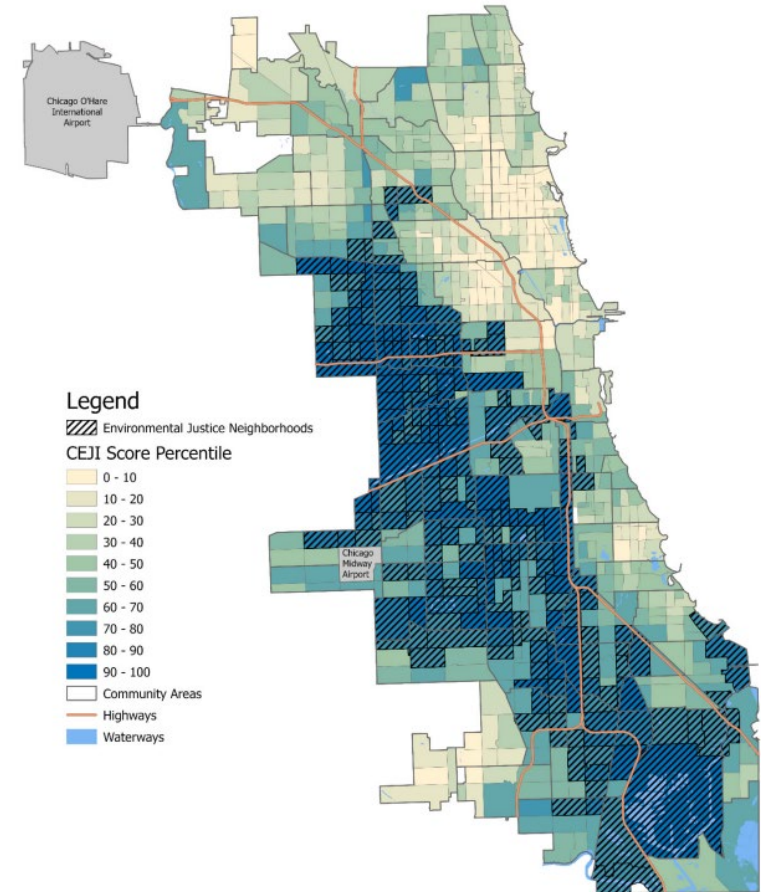 Chicago O'Hare
International
Airport
Legend
Environmental Justice Neighborhoods
CEJI Score Percentile
0 - 10
10 - 20
20 - 30
30 - 40
40 - 50
50 - 60
60 - 70
70 - 80
80 - 90
90 - 100
Community Areas
Highways
Waterways
Chicago
Midway
Airport